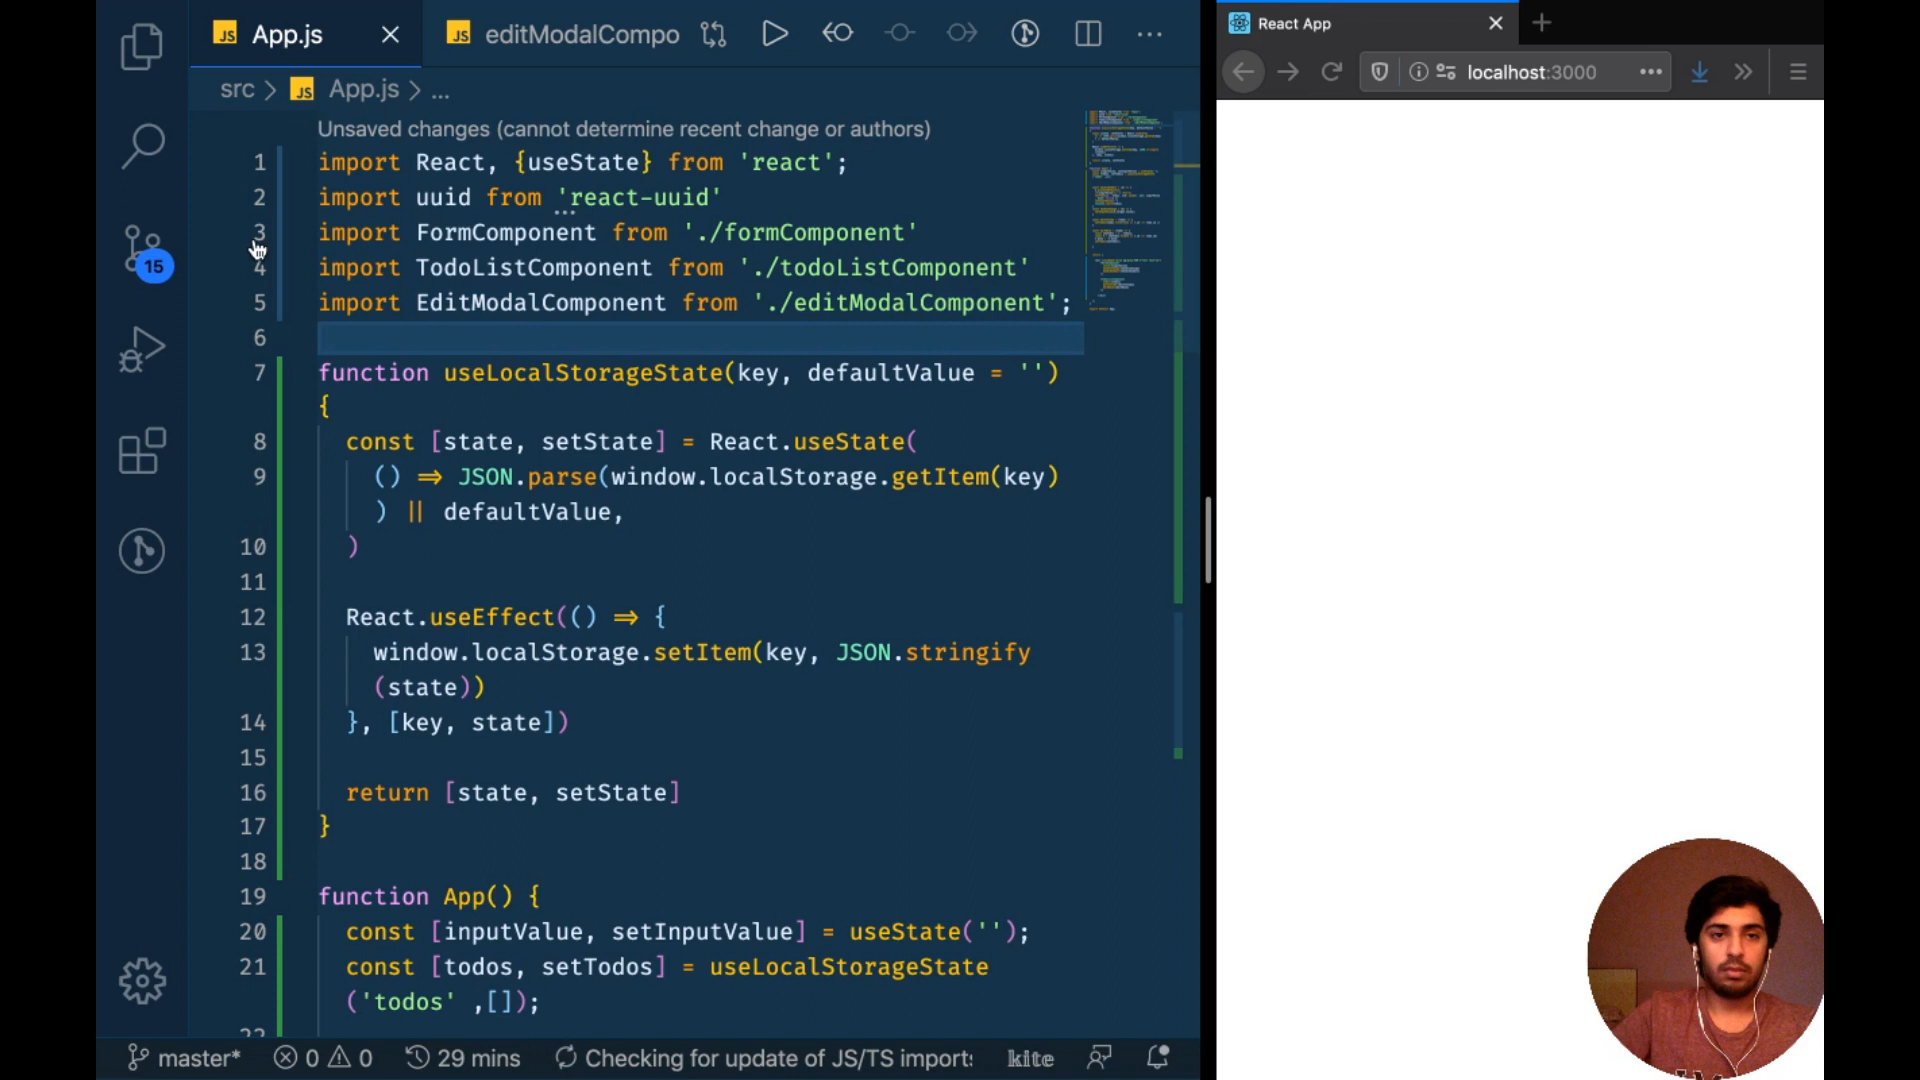 JS App.js
JS editModalCompo
src > JS App.js > ...
Unsaved changes (cannot determine recent change or authors)
1 import React, {useState} from 'react';
2 import uuid from 'react-uuid'
3 import FormComponent from './formComponent'
4 import TodoListComponent from './todoListComponent'
5 import EditModalComponent from './editModalComponent';
6
7 function useLocalStorageState(key, defaultValue = '')
{
8 const [state, setState] = React.useState(
9 () => JSON.parse(window.localStorage.getItem(key)
) || defaultValue,
10 )
11
12 React.useEffect(() => {
13 window.localStorage.setItem(key, JSON.stringify
(state))
14 }, [key, state])
15
16 return [state, setState]
17 }
18
19 function App() {
20 const [inputValue, setInputValue] = useState('');
21 const [todos, setTodos] = useLocalStorageState
('todos' ,[]);
22
15
master* 0 0 29 mins Checking for update of JS/TS imports kite
React App
localhost:3000